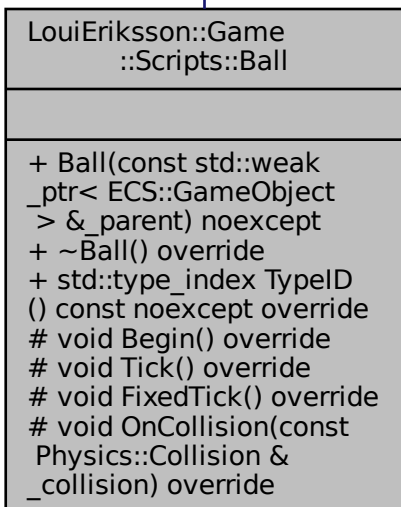 LouiEriksson::Game
::Scripts::Ball
+ Ball(const std::weak
_ptr< ECS::GameObject
> &_parent) noexcept
+ ~Ball() override
+ std::type_index TypeID
() const noexcept override
# void Begin() override
# void Tick() override
# void FixedTick() override
# void OnCollision(const
Physics::Collision &
_collision) override